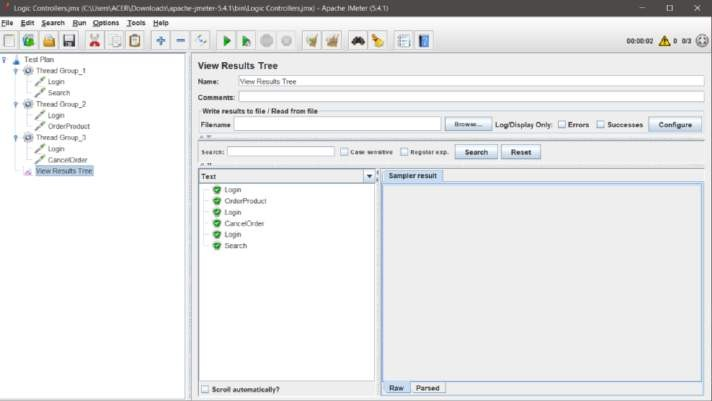 Logic Controllers.jmx (C:\Users\ACER\Downloads\apache-jmeter-5.4.1\bin\Logic Controllers.jmx) - Apache JMeter (5.4.1)
File Edit Search Run Options Tools Help
00:00:02 0 0/3
Test Plan
Thread Group_1
Login
Search
Thread Group_2
Login
OrderProduct
Thread Group_3
Login
CancelOrder
View Results Tree
View Results Tree
Name: View Results Tree
Comments:
Write results to file / Read from file
Filename Browse... Log/Display Only: Errors Successes Configure
Search: Case sensitive Regular exp. Search Reset
Text
Login
OrderProduct
Login
CancelOrder
Login
Search
Scroll automatically?
Sampler result
Raw Parsed